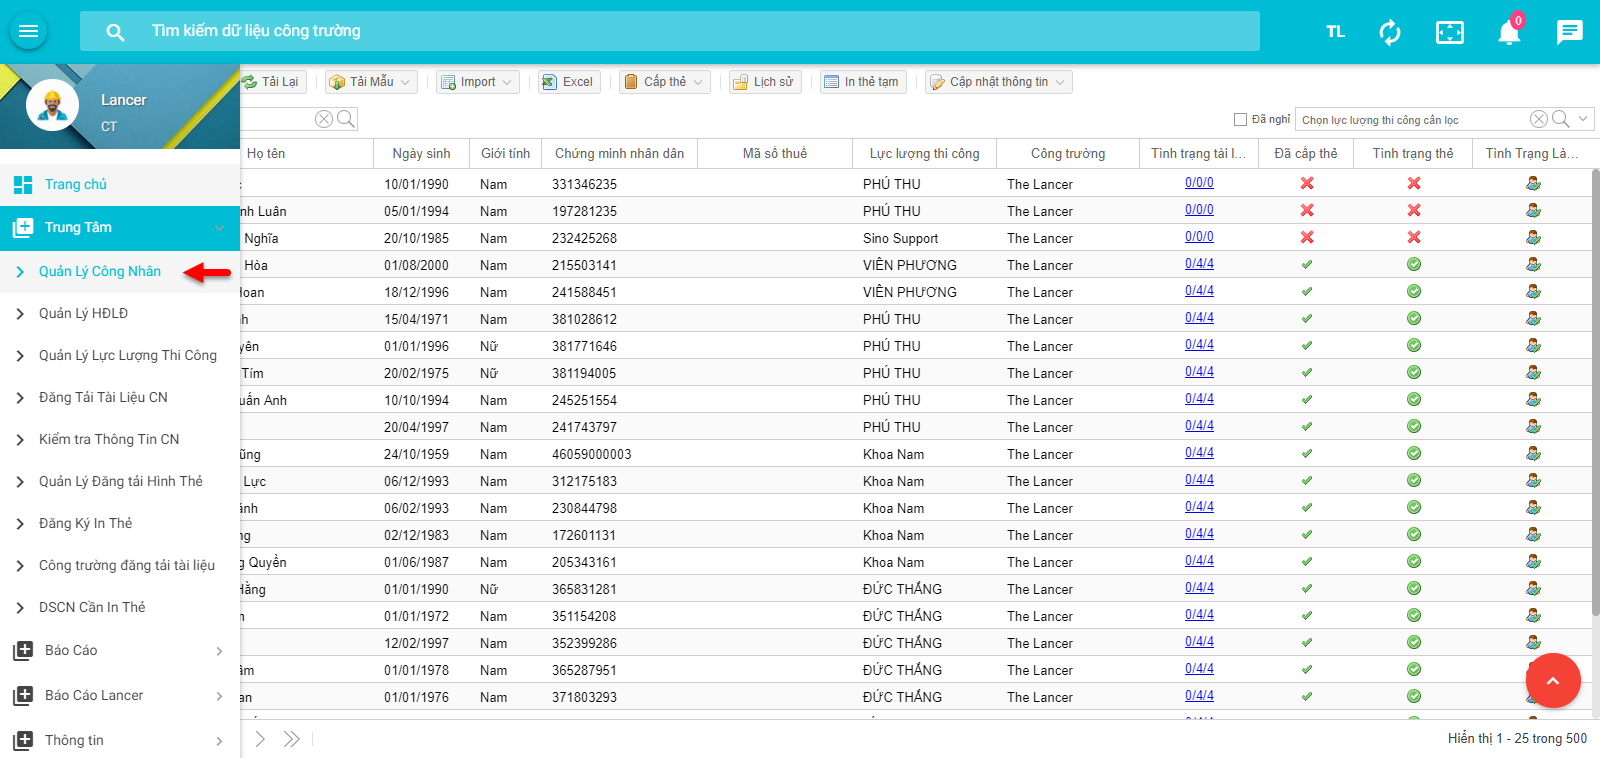 Tìm kiếm dữ liệu công trường
TL
0
Lancer
CT
Trang chủ
Trung Tâm
Quản Lý Công Nhân
Quản Lý HĐLĐ
Quản Lý Lực Lượng Thi Công
Đăng Tải Tài Liệu CN
Kiểm tra Thông Tin CN
Quản Lý Đăng tải Hình Thẻ
Đăng Ký In Thẻ
Công trường đăng tải tài liệu
DSCN Cần In Thẻ
Báo Cáo
Báo Cáo Lancer
Thông tin
Tải Lại Tải Mẫu Import Excel Cấp thẻ Lịch sử In thẻ tạm Cập nhật thông tin
Đã nghỉ Chọn lực lượng thi công cần lọc
Họ tên Ngày sinh Giới tính Chứng minh nhân dân Mã số thuế Lực lượng thi công Công trường Tình trạng tài l... Đã cấp thẻ Tình trạng thẻ Tình Trạng Là...
10/01/1990 Nam 331346235 PHÚ THU The Lancer 0/0/0
nh Luân 05/01/1994 Nam 197281235 PHÚ THU The Lancer 0/0/0
Nghĩa 20/10/1985 Nam 232425268 Sino Support The Lancer 0/0/0
Hòa 01/08/2000 Nam 215503141 VIÊN PHƯƠNG The Lancer 0/4/4
Hoan 18/12/1996 Nam 241588451 VIÊN PHƯƠNG The Lancer 0/4/4
nh 15/04/1971 Nam 381028612 PHÚ THU The Lancer 0/4/4
yên 01/01/1996 Nữ 381771646 PHÚ THU The Lancer 0/4/4
Tím 20/02/1975 Nữ 381194005 PHÚ THU The Lancer 0/4/4
uấn Anh 10/10/1994 Nam 245251554 PHÚ THU The Lancer 0/4/4
20/04/1997 Nam 241743797 PHÚ THU The Lancer 0/4/4
ũng 24/10/1959 Nam 46059000003 Khoa Nam The Lancer 0/4/4
Lực 06/12/1993 Nam 312175183 Khoa Nam The Lancer 0/4/4
ánh 06/02/1993 Nam 230844798 Khoa Nam The Lancer 0/4/4
ng 02/12/1983 Nam 172601131 Khoa Nam The Lancer 0/4/4
g Quyền 01/06/1987 Nam 205343161 Khoa Nam The Lancer 0/4/4
Hằng 01/01/1990 Nữ 365831281 ĐỨC THẮNG The Lancer 0/4/4
m 01/01/1972 Nam 351154208 ĐỨC THẮNG The Lancer 0/4/4
12/02/1997 Nam 352399286 ĐỨC THẮNG The Lancer 0/4/4
âm 01/01/1978 Nam 365287951 ĐỨC THẮNG The Lancer 0/4/4
an 01/01/1976 Nam 371803293 ĐỨC THẮNG The Lancer 0/4/4
Hiển thị 1 - 25 trong 500